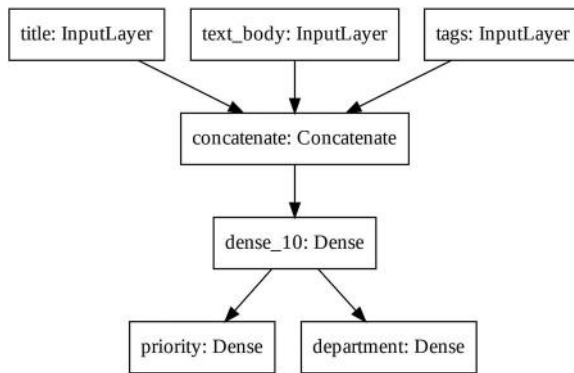 title: InputLayer
text_body: InputLayer
tags: InputLayer
concatenate: Concatenate
dense_10: Dense
priority: Dense
department: Dense